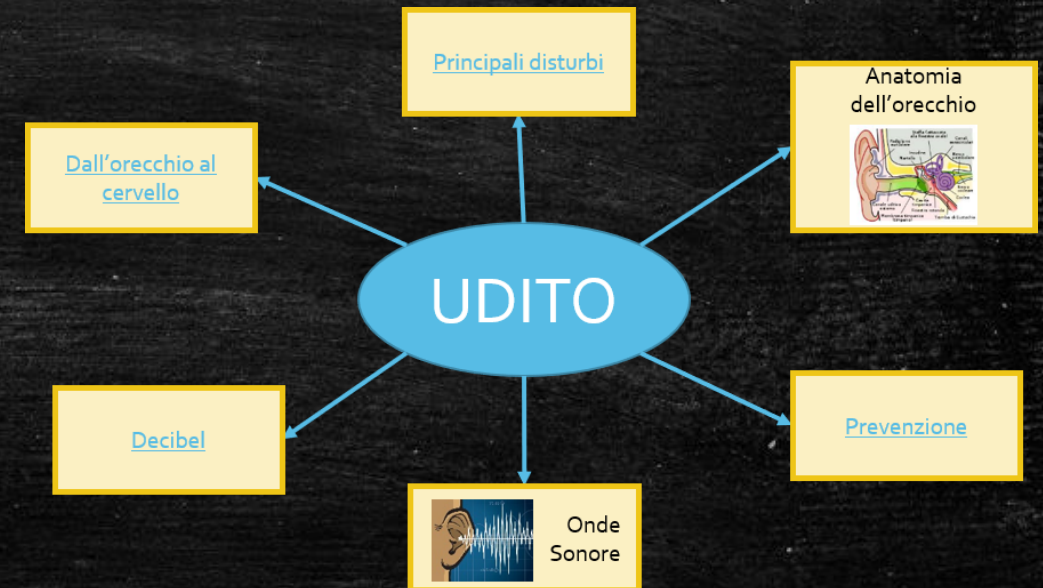 Principali disturbi
Anatomia
dell'orecchio
Dall'orecchio al
cervello
UDITO
Decibel
Prevenzione
Onde
Sonore